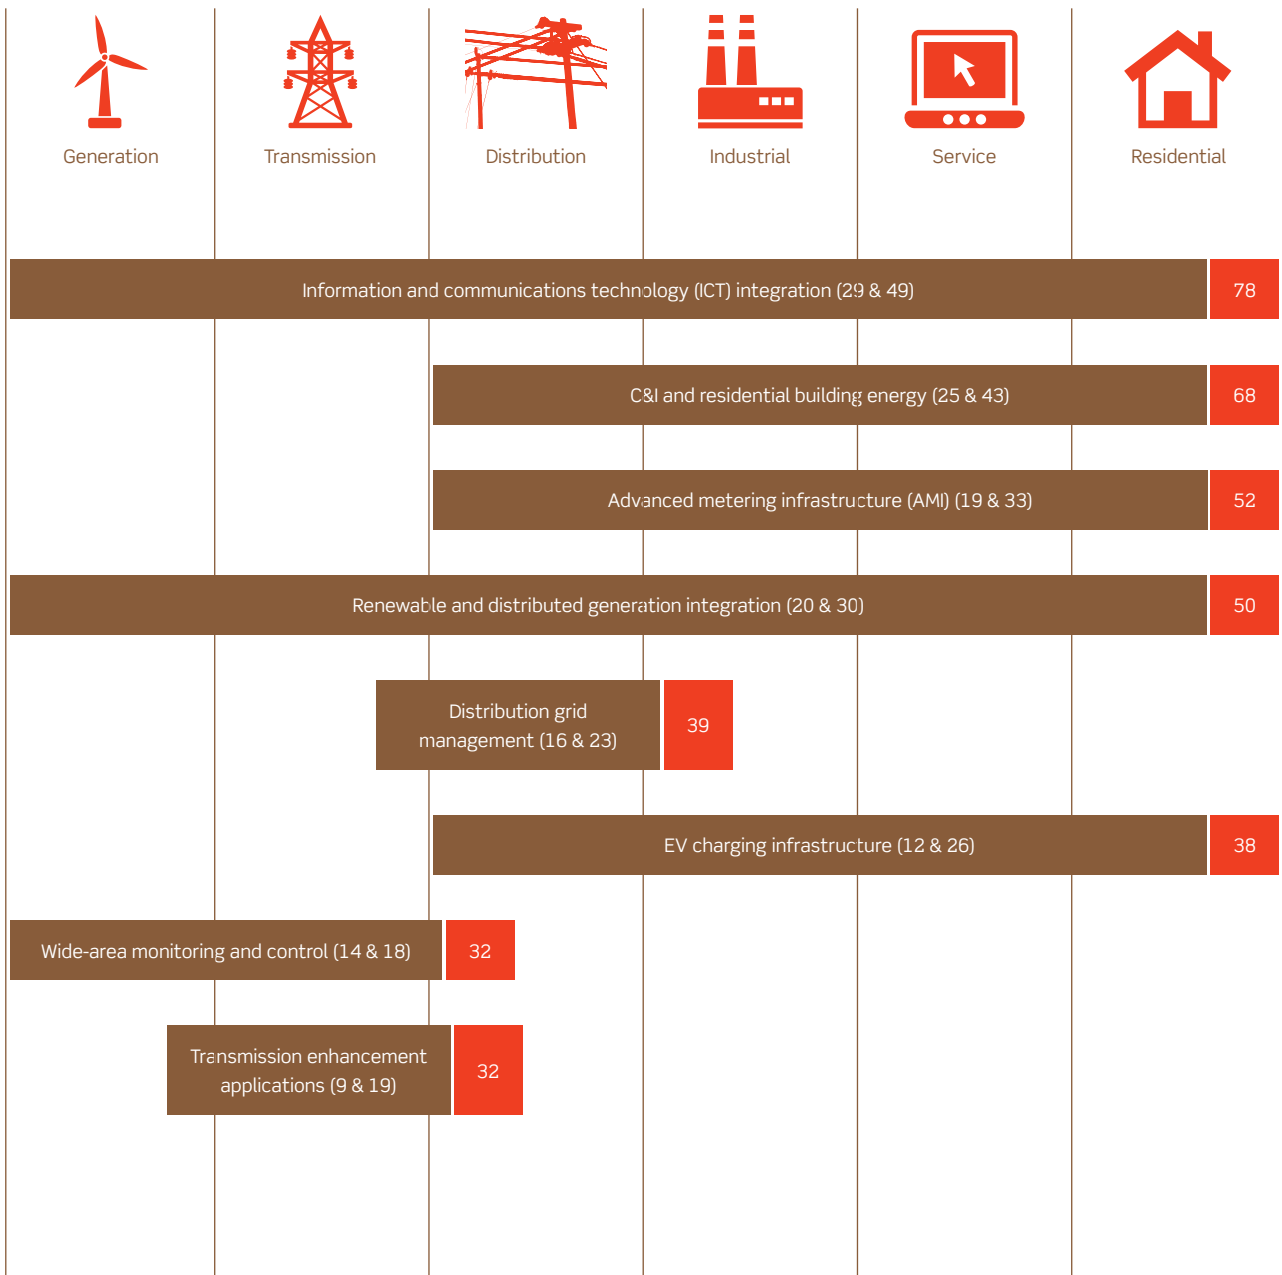 Generation
Transmission
Distribution
Industrial
Service
Residential
Information and communications technology (ICT) integration (29 & 49)
78
C&I and residential building energy (25 & 43)
68
Advanced metering infrastructure (AMI) (19 & 33)
52
Renewable and distributed generation integration (20 & 30)
50
Distribution grid
management (16 & 23)
39
EV charging infrastructure (12 & 26)
38
Wide-area monitoring and control (14 & 18)
32
Transmission enhancement
applications (9 & 19)
32